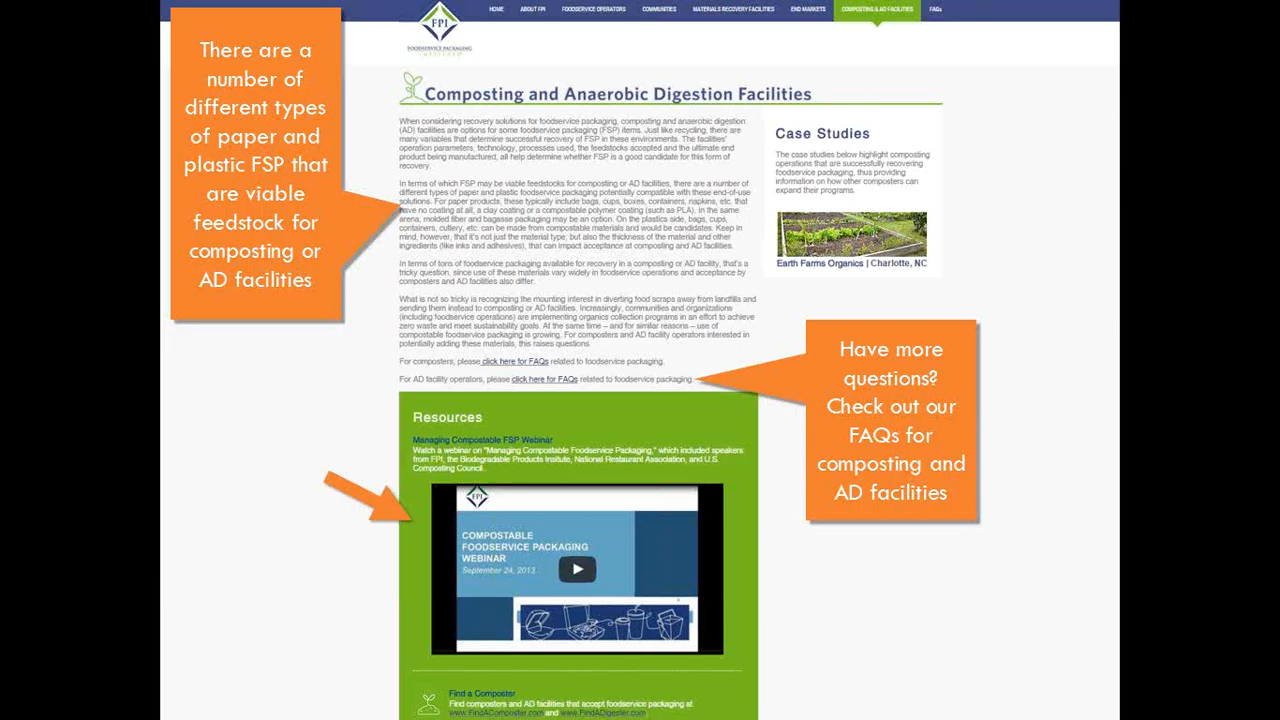 HOME ABOUT FPI FOODSERVICE OPERATORS COMMUNITIES MATERIALS RECOVERY FACILITIES END MARKETS COMPOSTING & AD FACILITIES FAQs
FPI
FOODSERVICE PACKAGING
INSTITUTE
There are a
number of
different types
of paper and
plastic FSP that
are viable
feedstock for
composting or
AD facilities
Composting and Anaerobic Digestion Facilities
When considering recovery solutions for foodservice packaging, composting and anaerobic digestion
(AD) facilities are options for some foodservice packaging (FSP) items. Just like recycling, there are
many variables that determine successful recovery of FSP in these environments. The facilities'
operation parameters, technology, processes used, the feedstocks accepted and the ultimate end
product being manufactured, all help determine whether FSP is a good candidate for this form of
recovery.
In terms of which FSP may be viable feedstocks for composting or AD facilities, there are a number of
different types of paper and plastic foodservice packaging potentially compatible with these end-of-use
solutions. For paper products, these typically include bags, cups, boxes, containers, napkins, etc. that
have no coating at all, a clay coating or a compostable polymer coating (such as PLA). In the same
arena, molded fiber and bagasse packaging may be an option. On the plastics side, bags, cups,
containers, cutlery, etc. can be made from compostable materials and would be candidates. Keep in
mind, however, that it's not just the material type, but also the thickness of the material and other
ingredients (like inks and adhesives), that can impact acceptance at composting and AD facilities.
In terms of tons of foodservice packaging available for recovery in a composting or AD facility, that's a
tricky question, since use of these materials vary widely in foodservice operations and acceptance by
composters and AD facilities also differ.
What is not so tricky is recognizing the mounting interest in diverting food scraps away from landfills and
sending them instead to composting or AD facilities. Increasingly, communities and organizations
(including foodservice operations) are implementing organics collection programs in an effort to achieve
zero waste and meet sustainability goals. At the same time – and for similar reasons – use of
compostable foodservice packaging is growing. For composters and AD facility operators interested in
potentially adding these materials, this raises questions.
For composters, please click here for FAQs related to foodservice packaging.
For AD facility operators, please click here for FAQs related to foodservice packaging.
Case Studies
The case studies below highlight composting
operations that are successfully recovering
foodservice packaging, thus providing
information on how other composters can
expand their programs.
Earth Farms Organics | Charlotte, NC
Have more
questions?
Check out our
FAQs for
composting and
AD facilities
Resources
Managing Compostable FSP Webinar
Watch a webinar on "Managing Compostable Foodservice Packaging," which included speakers
from FPI, the Biodegradable Products Insitute, National Restaurant Association, and U.S.
Composting Council.
FPI
COMPOSTABLE
FOODSERVICE PACKAGING
WEBINAR
September 24, 2013
Find a Composter
Find composters and AD facilities that accept foodservice packaging at
www.FindAComposter.com and www.FindADigester.com